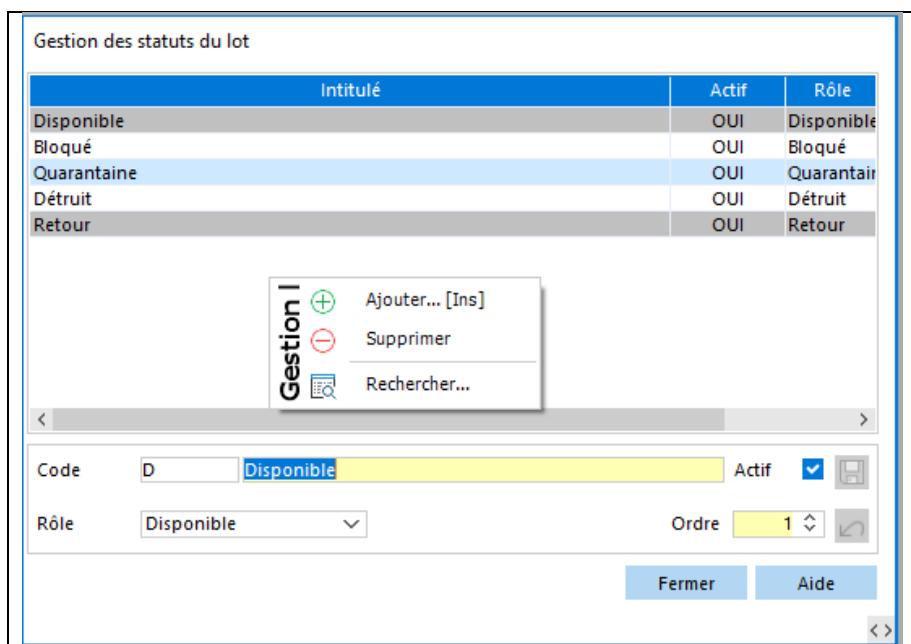 Gestion des statuts du lot
Intitulé Actif Rôle
Disponible OUI Disponible
Bloqué OUI Bloqué
Quarantaine OUI Quarantair
Détruit OUI Détruit
Retour OUI Retour
Gestion l
Ajouter... [Ins]
Supprimer
Rechercher...
Code D Disponible Actif
Rôle Disponible Ordre 1
Fermer Aide